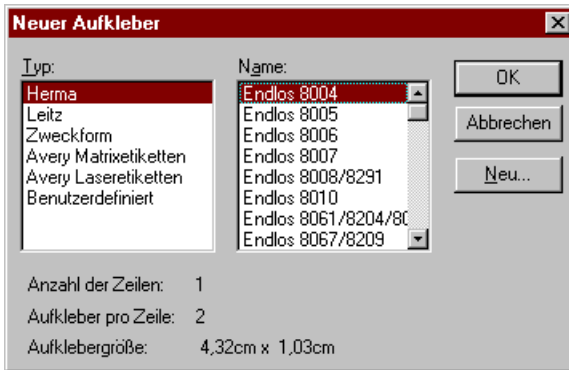 Neuer Aufkleber
Typ:
Herma
Leitz
Zweckform
Avery Matrixetiketten
Avery Laseretiketten
Benutzerdefiniert
Name:
Endlos 8004
Endlos 8005
Endlos 8006
Endlos 8007
Endlos 8008/8291
Endlos 8010
Endlos 8061/8204/80
Endlos 8067/8209
OK
Abbrechen
Neu...
Anzahl der Zeilen: 1
Aufkleber pro Zeile: 2
Aufklebergröße: 4,32cm x 1,03cm